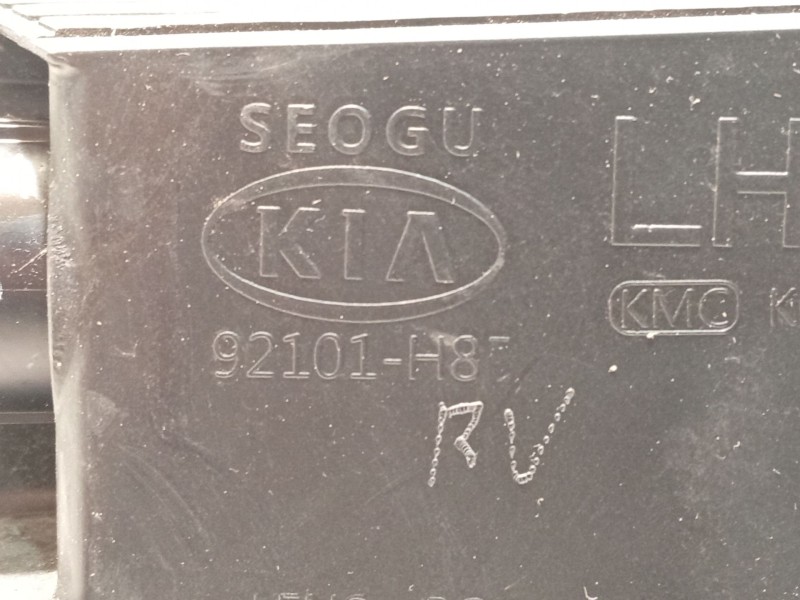 SEOGU
KIA
LH
92101-H8
KMC K
RV